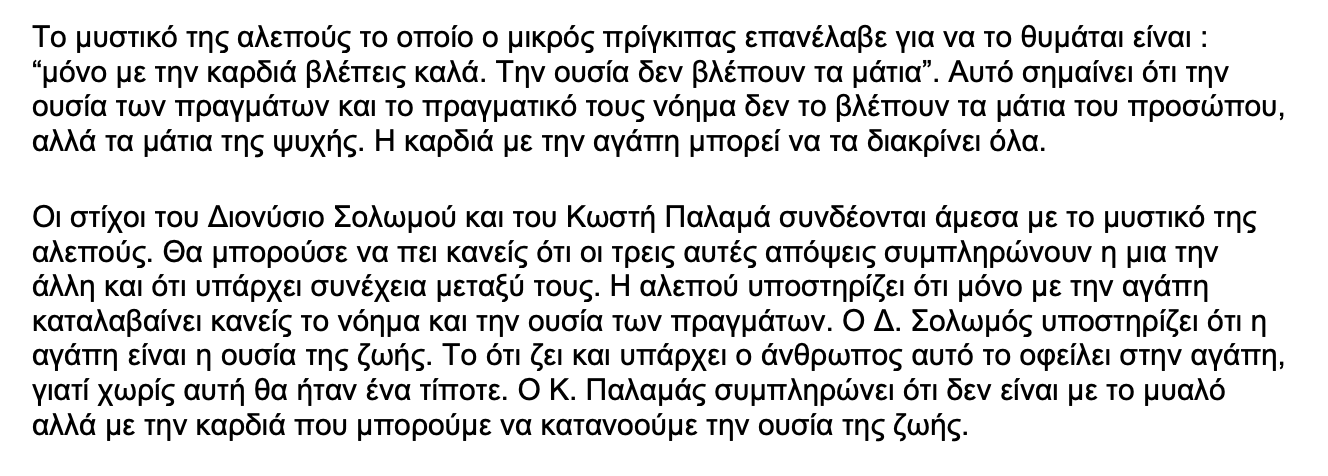 Το μυστικό της αλεπούς το οποίο ο μικρός πρίγκιπας επανέλαβε για να το θυμάται είναι :
“μόνο με την καρδιά βλέπεις καλά. Την ουσία δεν βλέπουν τα μάτια”. Αυτό σημαίνει ότι την
ουσία των πραγμάτων και το πραγματικό τους νόημα δεν το βλέπουν τα μάτια του προσώπου,
αλλά τα μάτια της ψυχής. Η καρδιά με την αγάπη μπορεί να τα διακρίνει όλα.
Οι στίχοι του Διονύσιο Σολωμού και του Κωστή Παλαμά συνδέονται άμεσα με το μυστικό της
αλεπούς. Θα μπορούσε να πει κανείς ότι οι τρεις αυτές απόψεις συμπληρώνουν η μια την
άλλη και ότι υπάρχει συνέχεια μεταξύ τους. Η αλεπού υποστηρίζει ότι μόνο με την αγάπη
καταλαβαίνει κανείς το νόημα και την ουσία των πραγμάτων. Ο Δ. Σολωμός υποστηρίζει ότι η
αγάπη είναι η ουσία της ζωής. Το ότι ζει και υπάρχει ο άνθρωπος αυτό το οφείλει στην αγάπη,
γιατί χωρίς αυτή θα ήταν ένα τίποτε. Ο Κ. Παλαμάς συμπληρώνει ότι δεν είναι με το μυαλό
αλλά με την καρδιά που μπορούμε να κατανοούμε την ουσία της ζωής.